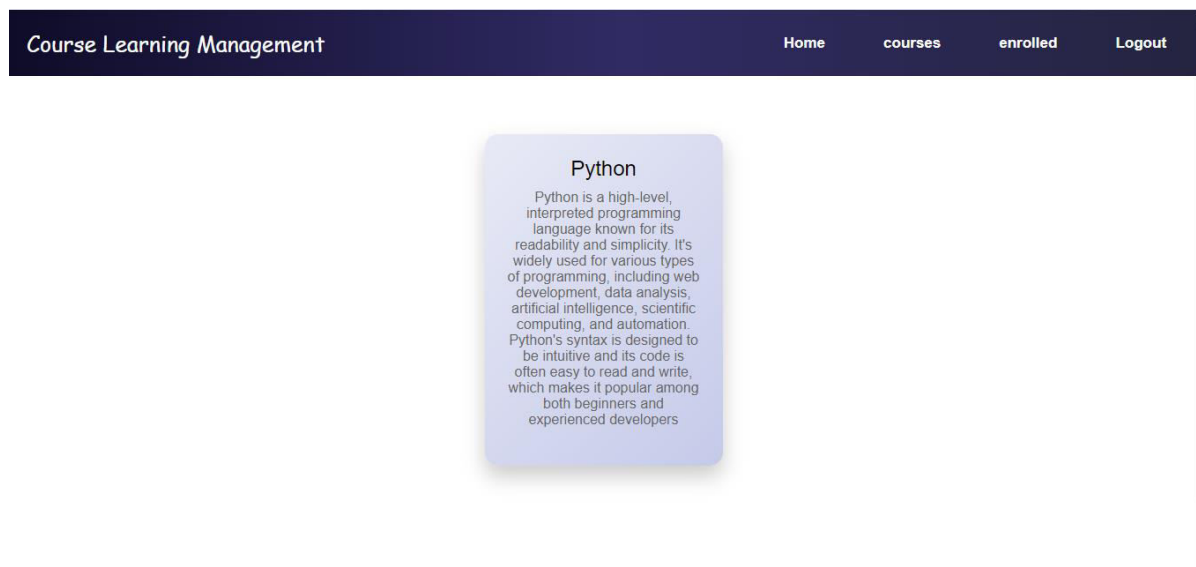 Course Learning Management
Home courses enrolled Logout
Python
Python is a high-level,
interpreted programming
language known for its
readability and simplicity. It's
widely used for various types
of programming, including web
development, data analysis,
artificial intelligence, scientific
computing, and automation.
Python's syntax is designed to
be intuitive and its code is
often easy to read and write,
which makes it popular among
both beginners and
experienced developers